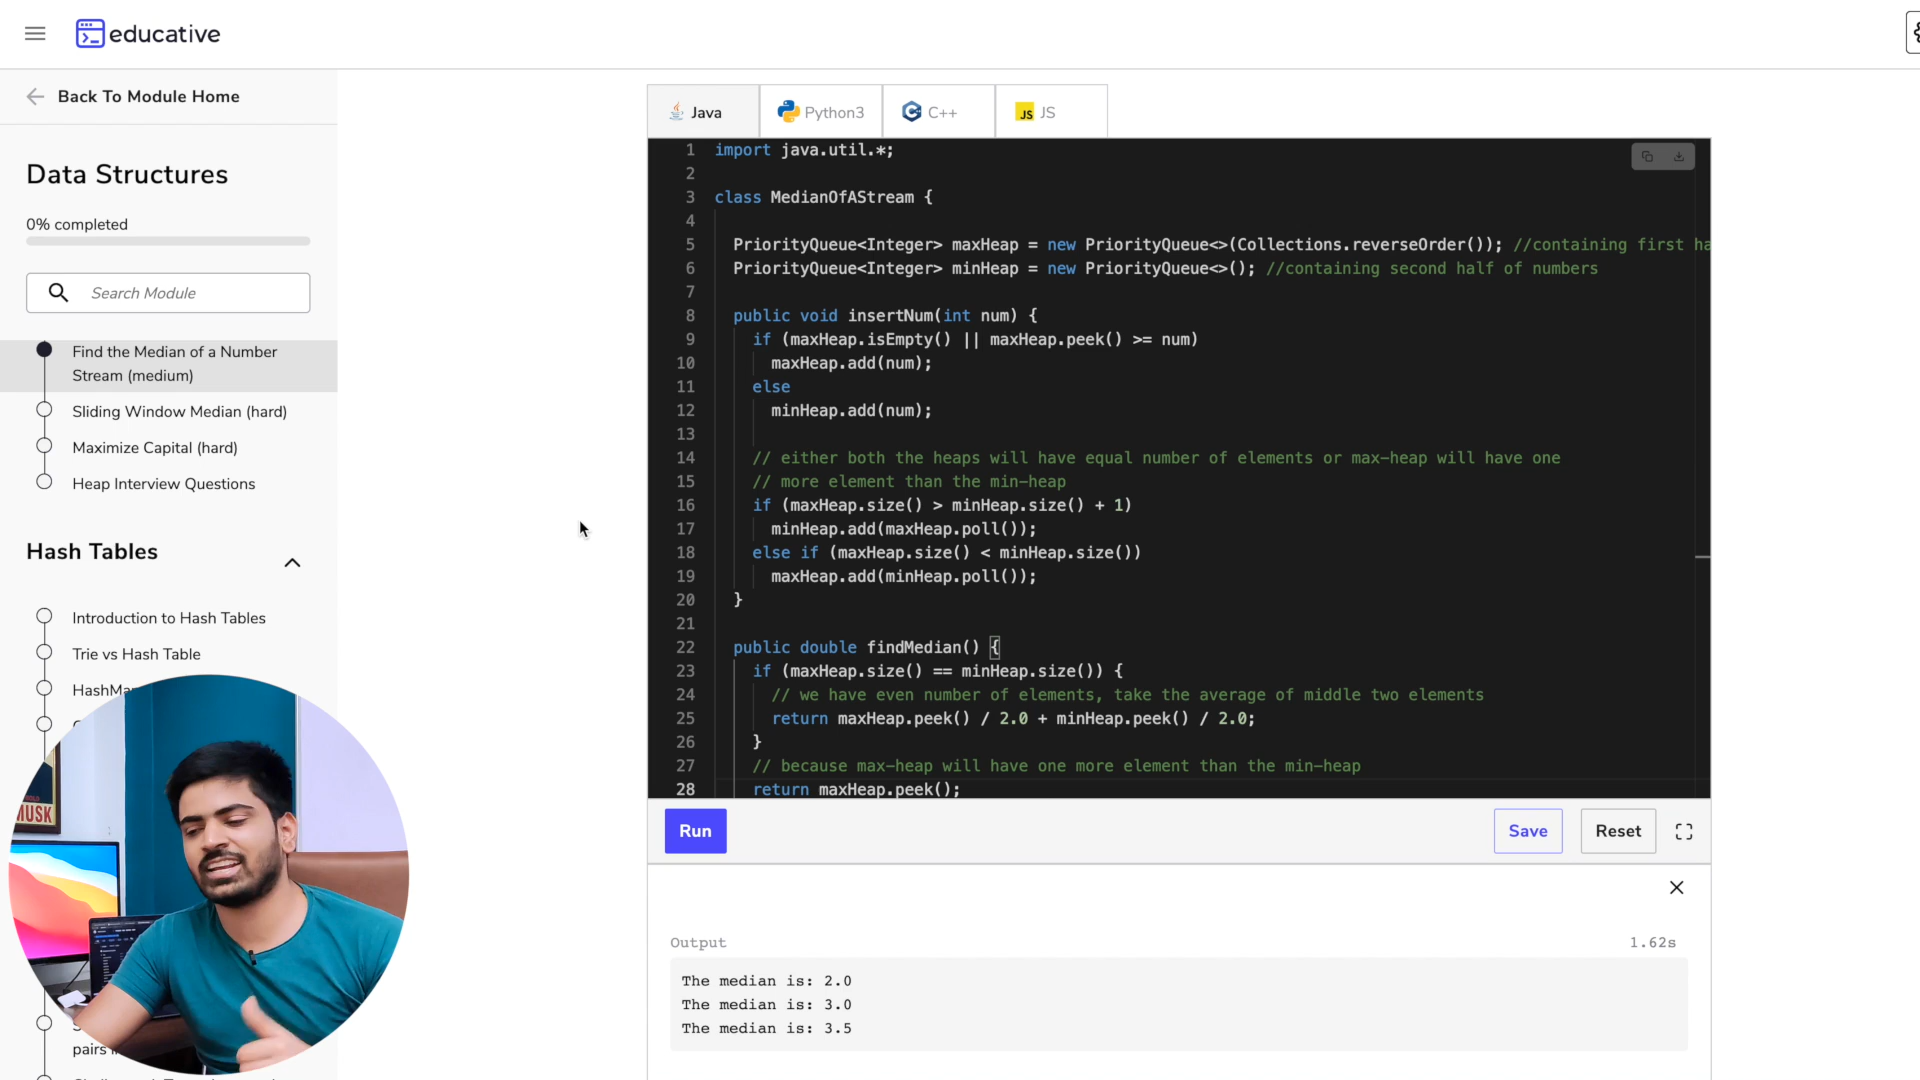 educative
Back To Module Home
Data Structures
0% completed
Search Module
Find the Median of a Number
Stream (medium)
Sliding Window Median (hard)
Maximize Capital (hard)
Heap Interview Questions
Hash Tables
Introduction to Hash Tables
Trie vs Hash Table
HashMa
pairs i
MUSK
Java
Python3
C++
JS JS
1 import java.util.*;
2
3 class MedianOfAStream {
4
5 PriorityQueue<Integer> maxHeap = new PriorityQueue<>(Collections.reverseOrder()); //containing first ha
6 PriorityQueue<Integer> minHeap = new PriorityQueue<>(); //containing second half of numbers
7
8 public void insertNum(int num) {
9 if (maxHeap.isEmpty() || maxHeap.peek() >= num)
10 maxHeap.add(num);
11 else
12 minHeap.add(num);
13
14 // either both the heaps will have equal number of elements or max-heap will have one
15 // more element than the min-heap
16 if (maxHeap.size() > minHeap.size() + 1)
17 minHeap.add(maxHeap.poll());
18 else if (maxHeap.size() < minHeap.size())
19 maxHeap.add(minHeap.poll());
20 }
21
22 public double findMedian() {
23 if (maxHeap.size() == minHeap.size()) {
24 // we have even number of elements, take the average of middle two elements
25 return maxHeap.peek() / 2.0 + minHeap.peek() / 2.0;
26 }
27 // because max-heap will have one more element than the min-heap
28 return maxHeap.peek();
Run
Save
Reset
Output
1.62s
The median is: 2.0
The median is: 3.0
The median is: 3.5